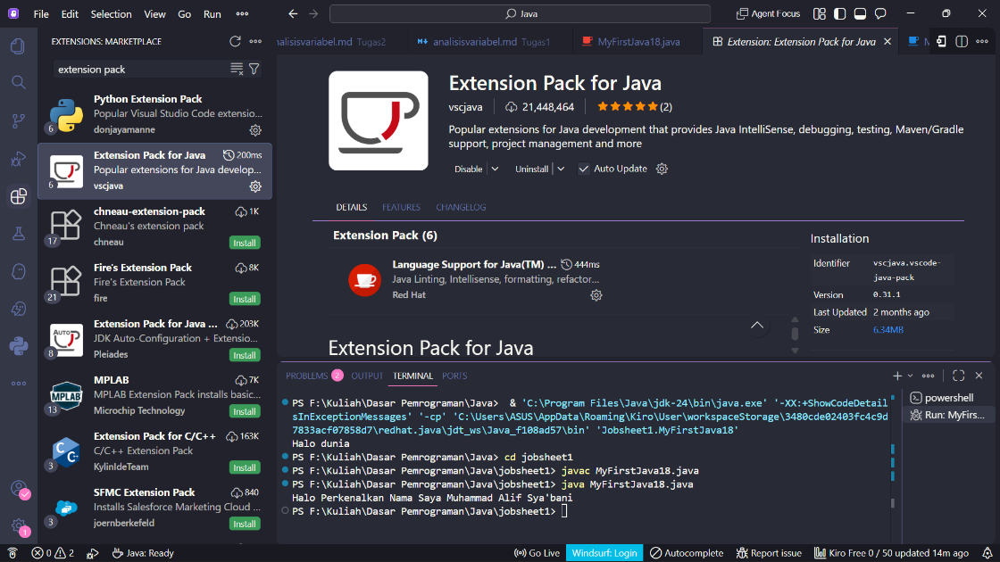 File Edit Selection View Go Run ••• Java Agent Focus
EXTENSIONS: MARKETPLACE
extension pack
Python Extension Pack
Popular Visual Studio Code extensio...
donjayamanne
6
Extension Pack for Java 200ms
Popular extensions for Java develop...
vscjava
6
chneau-extension-pack 1K
Chneau's extension pack
chneau Install
17
Fire's Extension Pack 8K
Fire's Extension Pack
fire Install
21
Extension Pack for Java ... 203K
JDK Auto-Configuration + Extensio...
Pleiades Install
AUTO
8
MPLAB 7K
MPLAB Extension Pack installs basic...
Microchip Technology Install
MPLAB
13
Extension Pack for C/C++ 163K
C/C++ Extension Pack
KylinIdeTeam Install
3
SFMC Extension Pack 840
Installs Salesforce Marketing Cloud ...
joernberkefeld Install
3
1
analisisvariabel.md Tugas2 analisisvariabel.md Tugas1 MyFirstJava18.java Extension: Extension Pack for Java
Extension Pack for Java
vscjava 21,448,464 (2)
Popular extensions for Java development that provides Java IntelliSense, debugging, testing, Maven/Gradle
support, project management and more
Disable Uninstall Auto Update
DETAILS FEATURES CHANGELOG
Extension Pack (6)
Language Support for Java(TM) ... 444ms
Java Linting, Intellisense, formatting, refactor...
Red Hat
Extension Pack for Java
Installation
Identifier vscjava.vscode-
java-pack
Version 0.31.1
Last Updated 2 months ago
Size 6.34MB
PROBLEMS 2 OUTPUT TERMINAL PORTS
PS F:\Kuliah\Dasar Pemrograman\Java> & 'C:\Program Files\Java\jdk-24\bin\java.exe' '-XX:+ShowCodeDetail
sInExceptionMessages' '-cp' 'C:\Users\ASUS\AppData\Roaming\Kiro\User\workspaceStorage\3480cde02403fc4c9d
7833acf07858d7\redhat.java\jdt_ws\Java_f108ad57\bin' 'Jobsheet1.MyFirstJava18'
Halo dunia
PS F:\Kuliah\Dasar Pemrograman\Java> cd jobsheet1
PS F:\Kuliah\Dasar Pemrograman\Java\jobsheet1> javac MyFirstJava18.java
PS F:\Kuliah\Dasar Pemrograman\Java\jobsheet1> java MyFirstJava18.java
Halo Perkenalkan Nama Saya Muhammad Alif Sya'bani
PS F:\Kuliah\Dasar Pemrograman\Java\jobsheet1>
powershell
Run: MyFirs...
0 2 Java: Ready Go Live Windsurf: Login Autocomplete Report issue Kiro Free 0 / 50 updated 14m ago